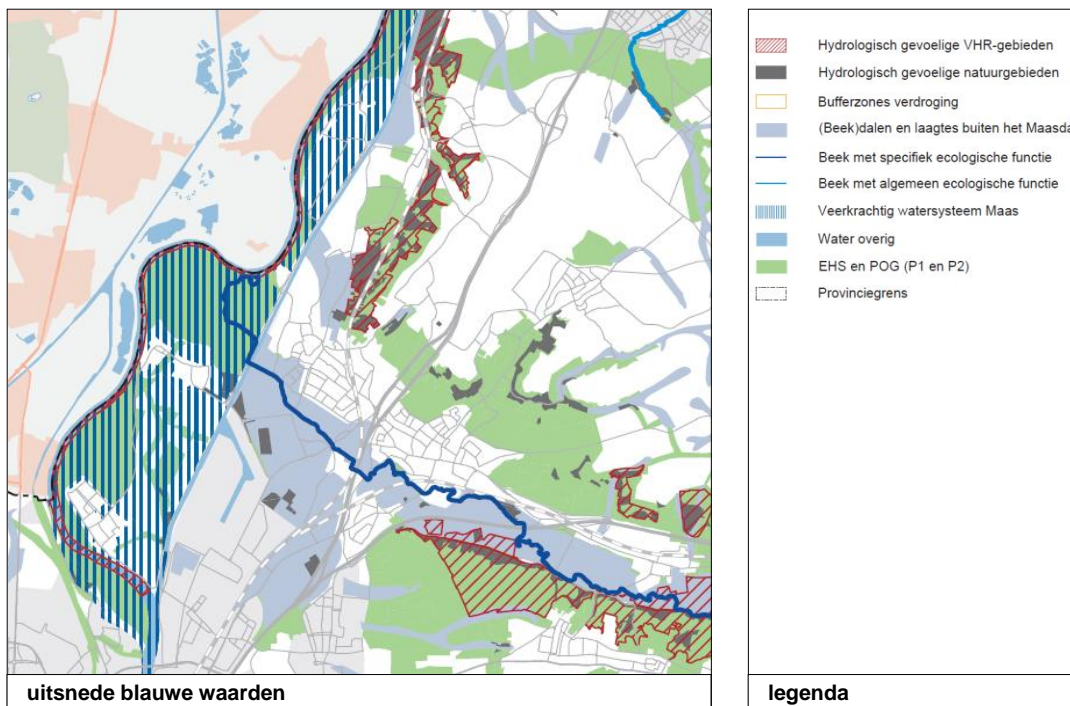 Hydrologisch gevoelige VHR-gebieden
Hydrologisch gevoelige natuurgebieden
Bufferzones verdroging
(Beek)dalen en laagtes buiten het Maasda
Beek met specifiek ecologische functie
Beek met algemeen ecologische functie
Veerkrachtig watersysteem Maas
Water overig
EHS en POG (P1 en P2)
Provinciegrens
uitsnede blauwe waarden
legenda